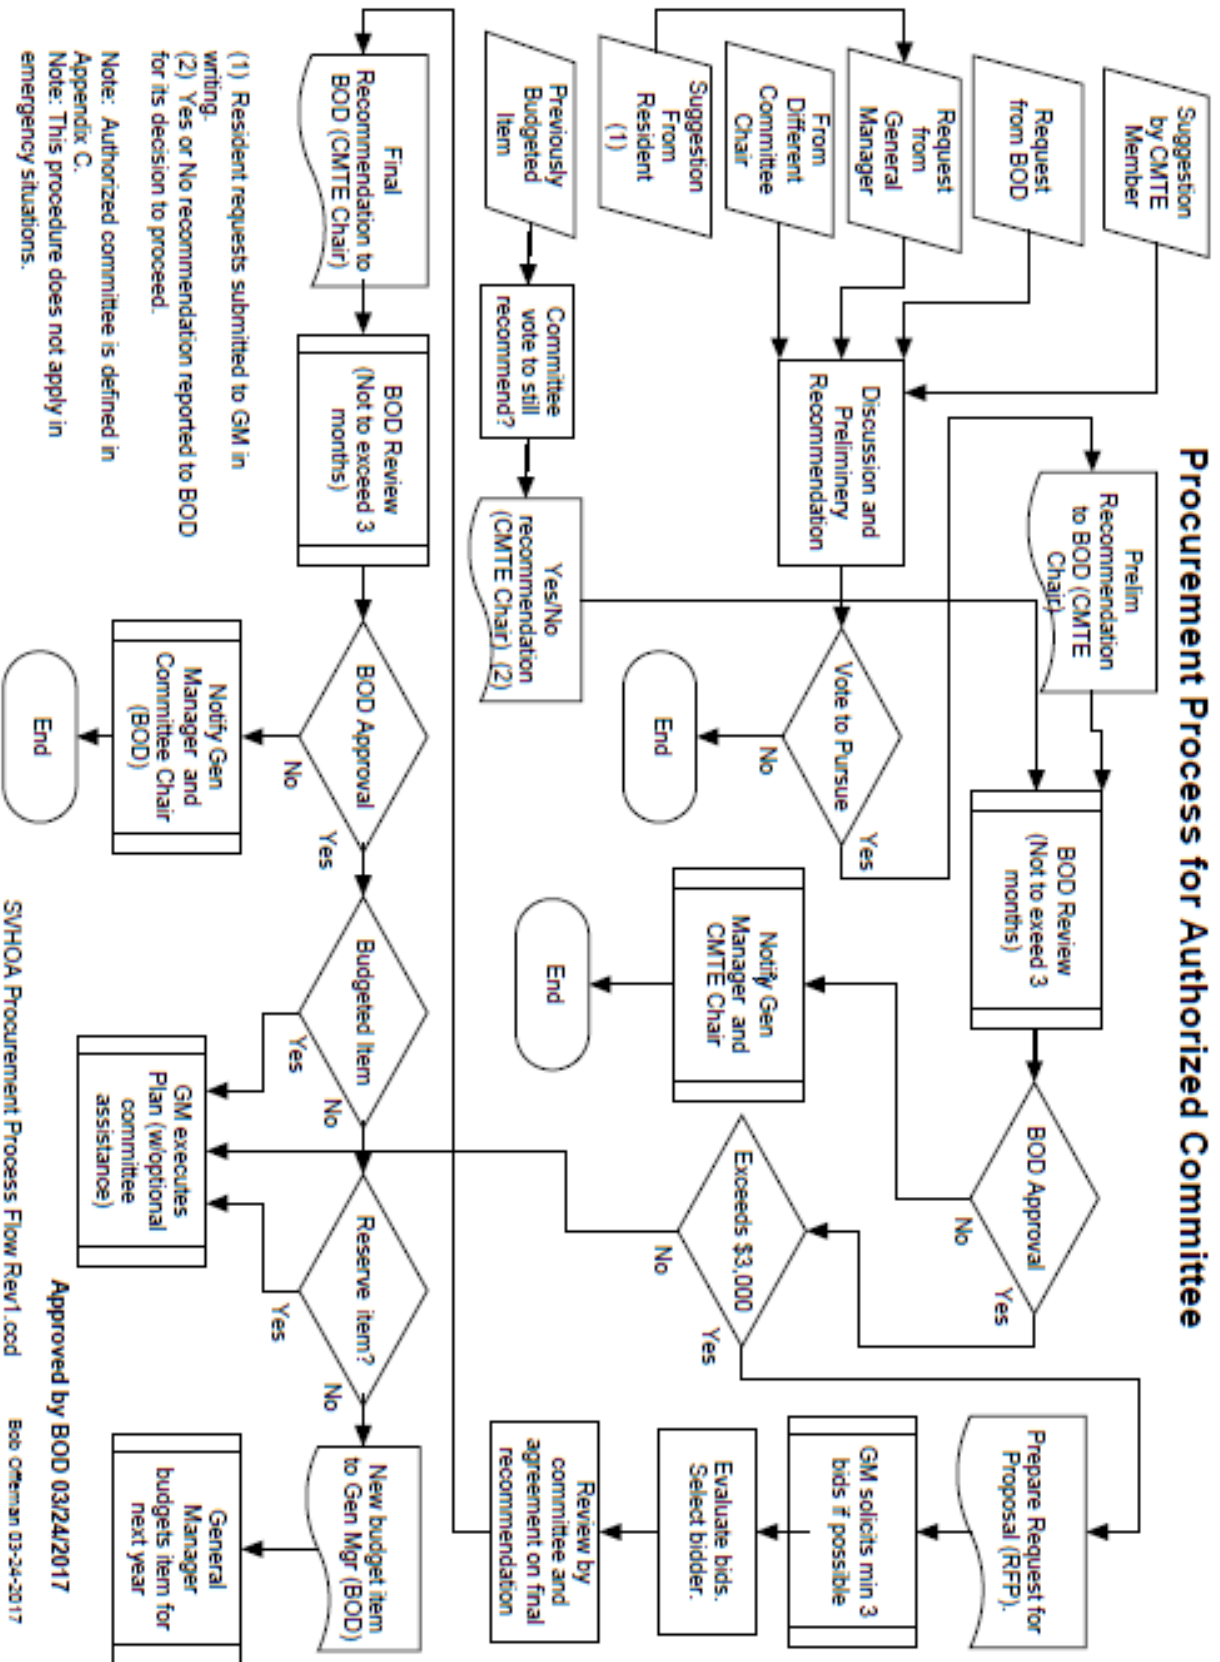 Procurement Process for Authorized Committee
Suggestion
by CMTE
Member
Request
from BOD
Request
from
General
Manager
From
Different
Committee
Chair
Suggestion
From
Resident
(1)
Previously
Budgeted
Item
Committee
vote to still
recommend?
Yes/No
recommendation
(CMTE Chair) (2)
Discussion and
Preliminery
Recommendation
Vote to Pursue
No
Yes
End
Prelim
Recommendation
to BOD (CMTE
Chair)
BOD Review
(Not to exeed 3
months)
BOD Approval
No
Yes
Notify Gen
Manager and
CMTE Chair
End
Exceeds $3,000
No
Yes
Prepare Request for
Proposal (RFP).
GM solicits min 3
bids if possible
Evaluate bids.
Select bidder.
Review by
committee and
agreement on final
recommendation
Final
Recommendation to
BOD (CMTE Chair)
BOD Review
(Not to exceed 3
months)
BOD Approval
No
Yes
Notify Gen
Manager and
Committee Chair
(BOD)
End
Budgeted Item
Yes
No
GM executes
Plan (w/optional
committee
assistance)
Reserve item?
Yes
No
New budget item
to Gen Mgr (BOD)
General
Manager
budgets item for
next year
(1) Resident requests submitted to GM in
writing.
(2) Yes or No recommendation reported to BOD
for its decision to proceed.
Note: Authorized committee is defined in
Appendix C.
Note: This procedure does not apply in
emergency situations.
Approved by BOD 03/24/2017
SVHOA Procurement Process Flow Rev1.ccd
Bob Offerman 03-24-2017